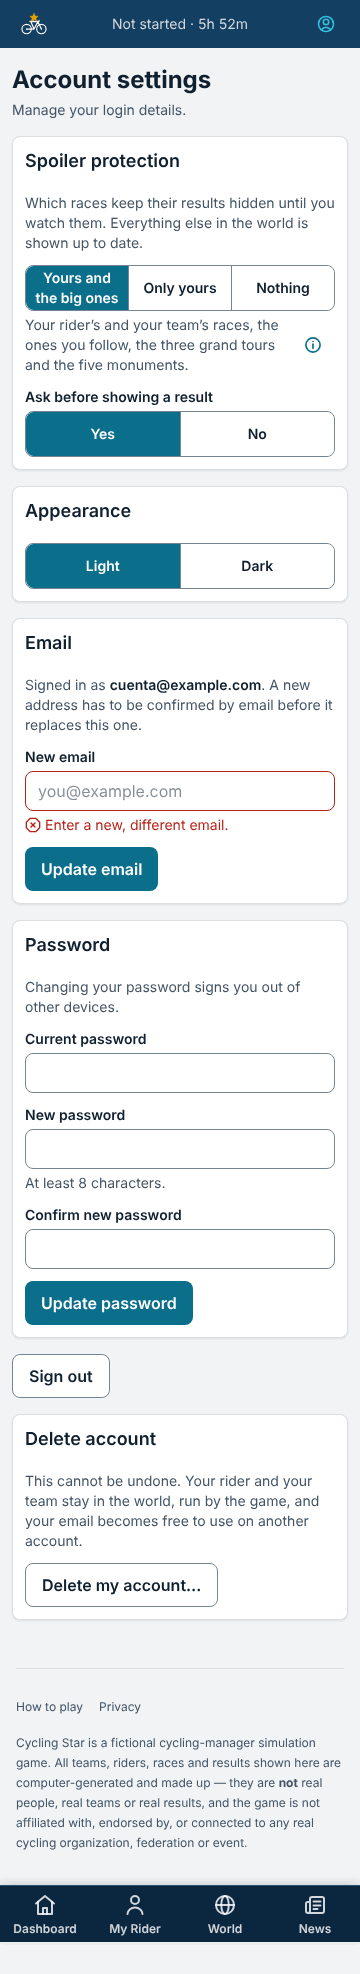 Not started · 5h 52m
Account settings
Manage your login details.
Spoiler protection
Which races keep their results hidden until you
watch them. Everything else in the world is
shown up to date.
Yours and
the big ones
Only yours
Nothing
Your rider’s and your team’s races, the
ones you follow, the three grand tours
and the five monuments.
Ask before showing a result
Yes
No
Appearance
Light
Dark
Email
Signed in as cuenta@example.com. A new
address has to be confirmed by email before it
replaces this one.
New email
you@example.com
Enter a new, different email.
Update email
Password
Changing your password signs you out of
other devices.
Current password
New password
At least 8 characters.
Confirm new password
Update password
Sign out
Delete account
This cannot be undone. Your rider and your
team stay in the world, run by the game, and
your email becomes free to use on another
account.
Delete my account…
How to play Privacy
Cycling Star is a fictional cycling-manager simulation
game. All teams, riders, races and results shown here are
computer-generated and made up — they are not real
people, real teams or real results, and the game is not
affiliated with, endorsed by, or connected to any real
cycling organization, federation or event.
Dashboard
My Rider
World
News